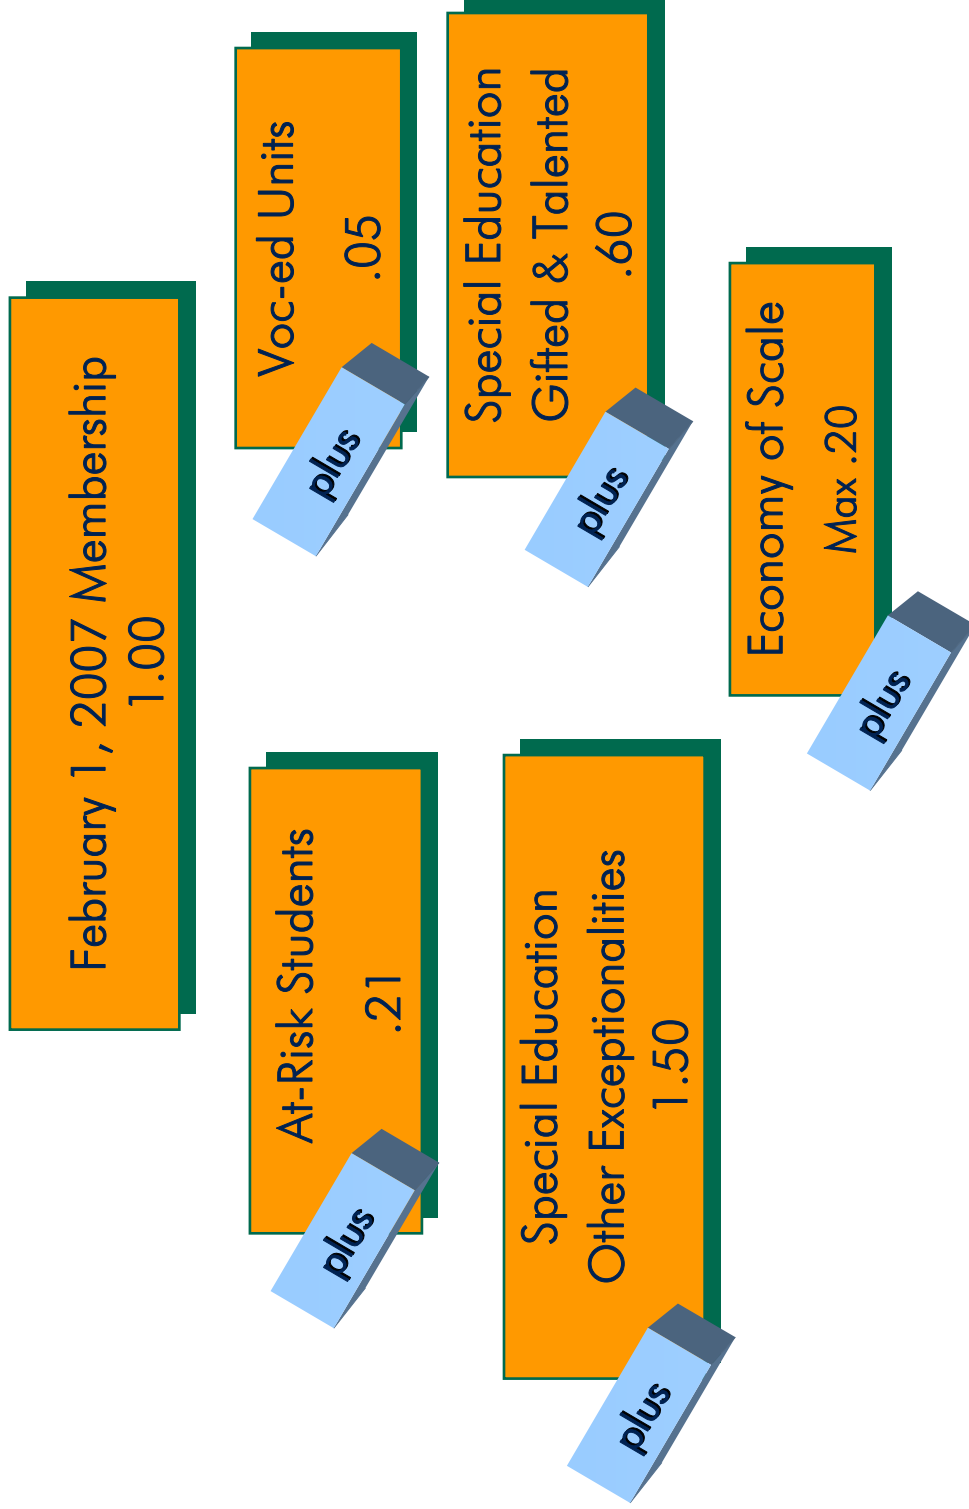 February 1, 2007 Membership
1.00
plus
At-Risk Students
.21
plus
Voc-ed Units
.05
plus
Special Education
Other Exceptionalities
1.50
plus
Special Education
Gifted & Talented
.60
plus
Economy of Scale
Max .20